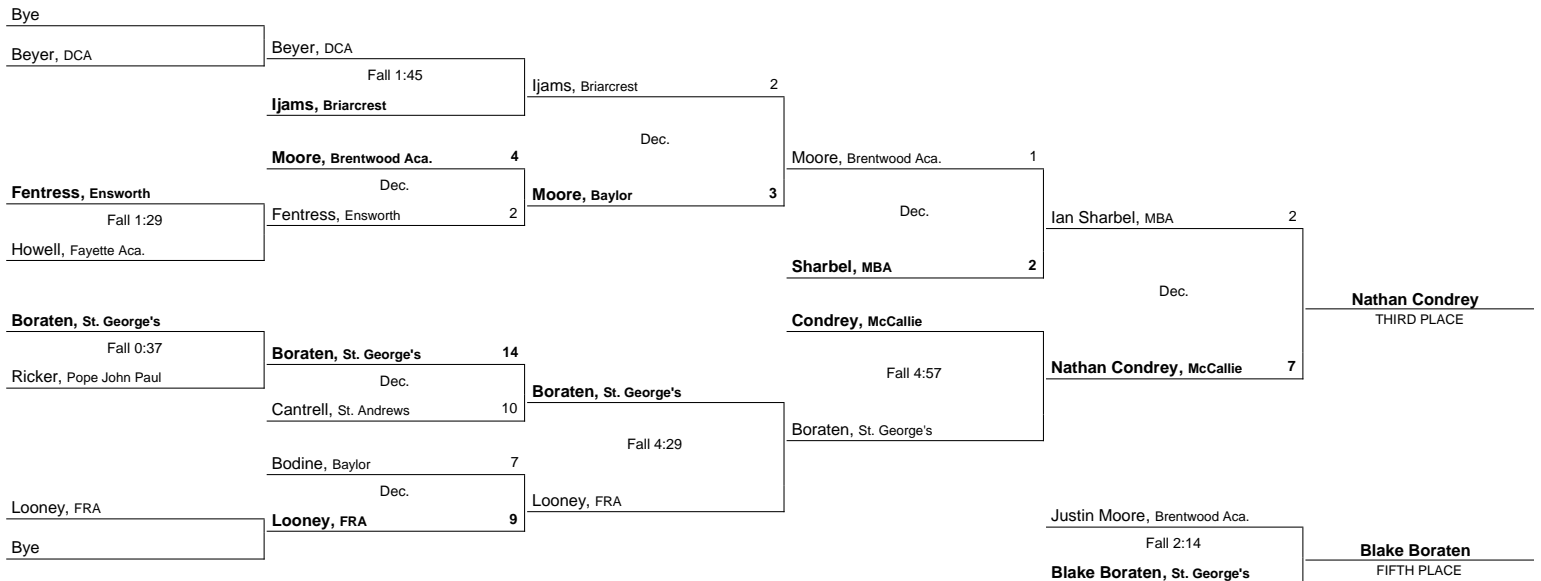 Bye
Beyer, DCA
Fentress, Ensworth
Fall 1:29
Howell, Fayette Aca.
Boraten, St. George's
Fall 0:37
Ricker, Pope John Paul
Looney, FRA
Bye
Beyer, DCA
Fall 1:45
Ijams, Briarcrest
Moore, Brentwood Aca. 4
Dec.
Fentress, Ensworth 2
Boraten, St. George's 14
Dec.
Cantrell, St. Andrews 10
Bodine, Baylor 7
Dec.
Looney, FRA 9
Ijams, Briarcrest 2
Dec.
Moore, Baylor 3
Boraten, St. George's
Fall 4:29
Looney, FRA
Moore, Brentwood Aca. 1
Dec.
Sharbel, MBA 2
Condrey, McCallie
Fall 4:57
Boraten, St. George's
Ian Sharbel, MBA 2
Dec.
Nathan Condrey, McCallie 7
Nathan Condrey
THIRD PLACE
Justin Moore, Brentwood Aca.
Fall 2:14
Blake Boraten, St. George's
Blake Boraten
FIFTH PLACE